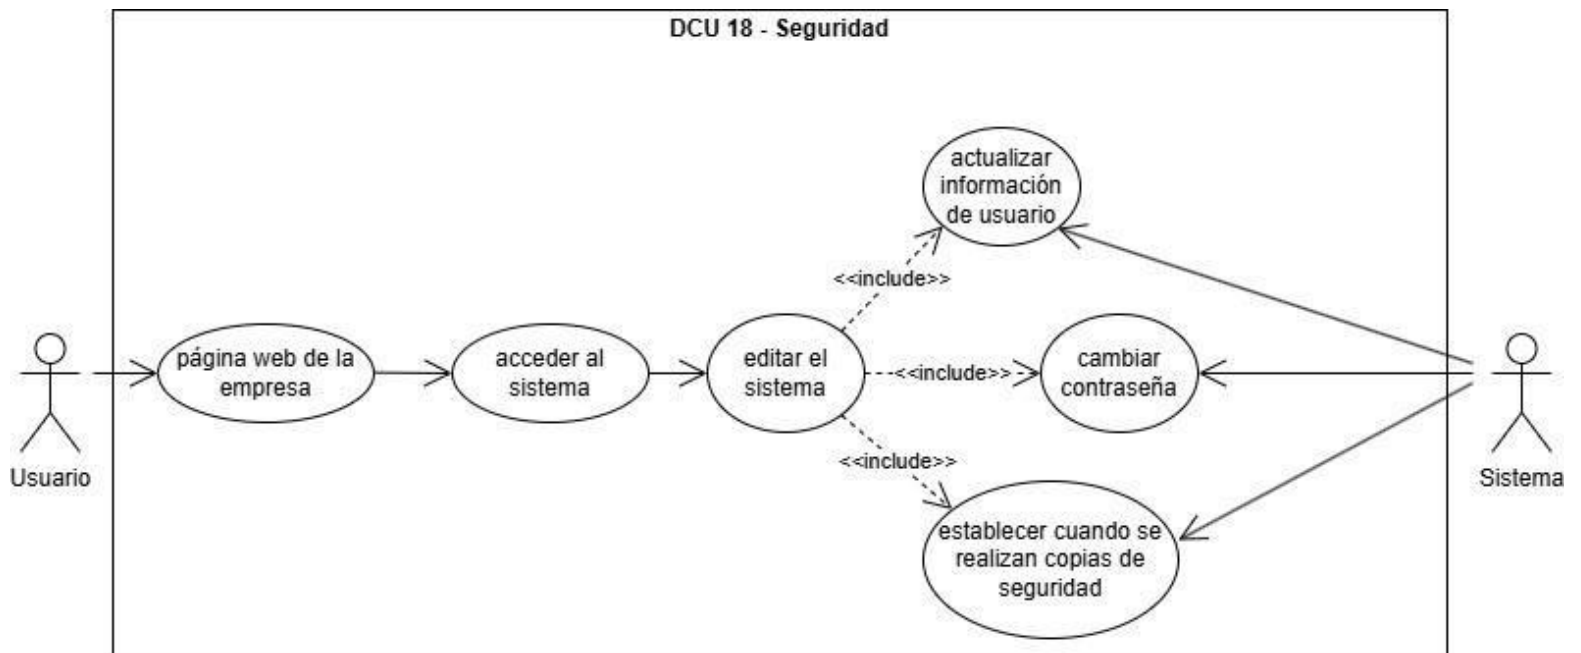 DCU 18 - Seguridad
actualizar
información
de usuario
<<include>>
página web de la
empresa
acceder al
sistema
editar el
sistema
<<include>>
cambiar
contraseña
<<include>>
Usuario
Sistema
establecer cuando se
realizan copias de
seguridad